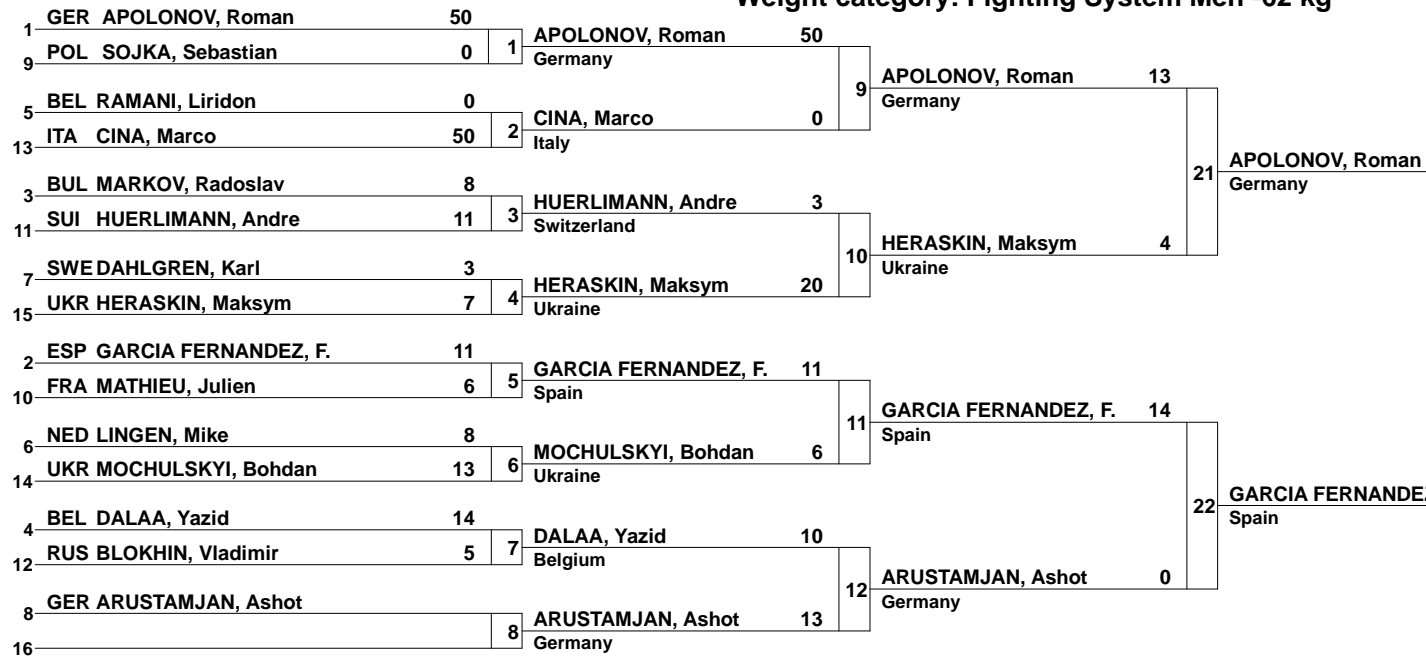 Weight category: Fighting System Men -62 kg
1 GER APOLONOV, Roman 50
9 POL SOJKA, Sebastian 0
1 APOLONOV, Roman 50
Germany
5 BEL RAMANI, Liridon 0
13 ITA CINA, Marco 50
2 CINA, Marco 0
Italy
9 APOLONOV, Roman 13
Germany
3 BUL MARKOV, Radoslav 8
11 SUI HUERLIMANN, Andre 11
3 HUERLIMANN, Andre 3
Switzerland
7 SWE DAHLGREN, Karl 3
15 UKR HERASKIN, Maksym 7
4 HERASKIN, Maksym 20
Ukraine
10 HERASKIN, Maksym 4
Ukraine
21 APOLONOV, Roman
Germany
2 ESP GARCIA FERNANDEZ, F. 11
10 FRA MATHIEU, Julien 6
5 GARCIA FERNANDEZ, F. 11
Spain
6 NED LINGEN, Mike 8
14 UKR MOCHULSKYI, Bohdan 13
6 MOCHULSKYI, Bohdan 6
Ukraine
11 GARCIA FERNANDEZ, F. 14
Spain
4 BEL DALAA, Yazid 14
12 RUS BLOKHIN, Vladimir 5
7 DALAA, Yazid 10
Belgium
8 GER ARUSTAMJAN, Ashot
16
8 ARUSTAMJAN, Ashot 13
Germany
12 ARUSTAMJAN, Ashot 0
Germany
22 GARCIA FERNANDEZ
Spain